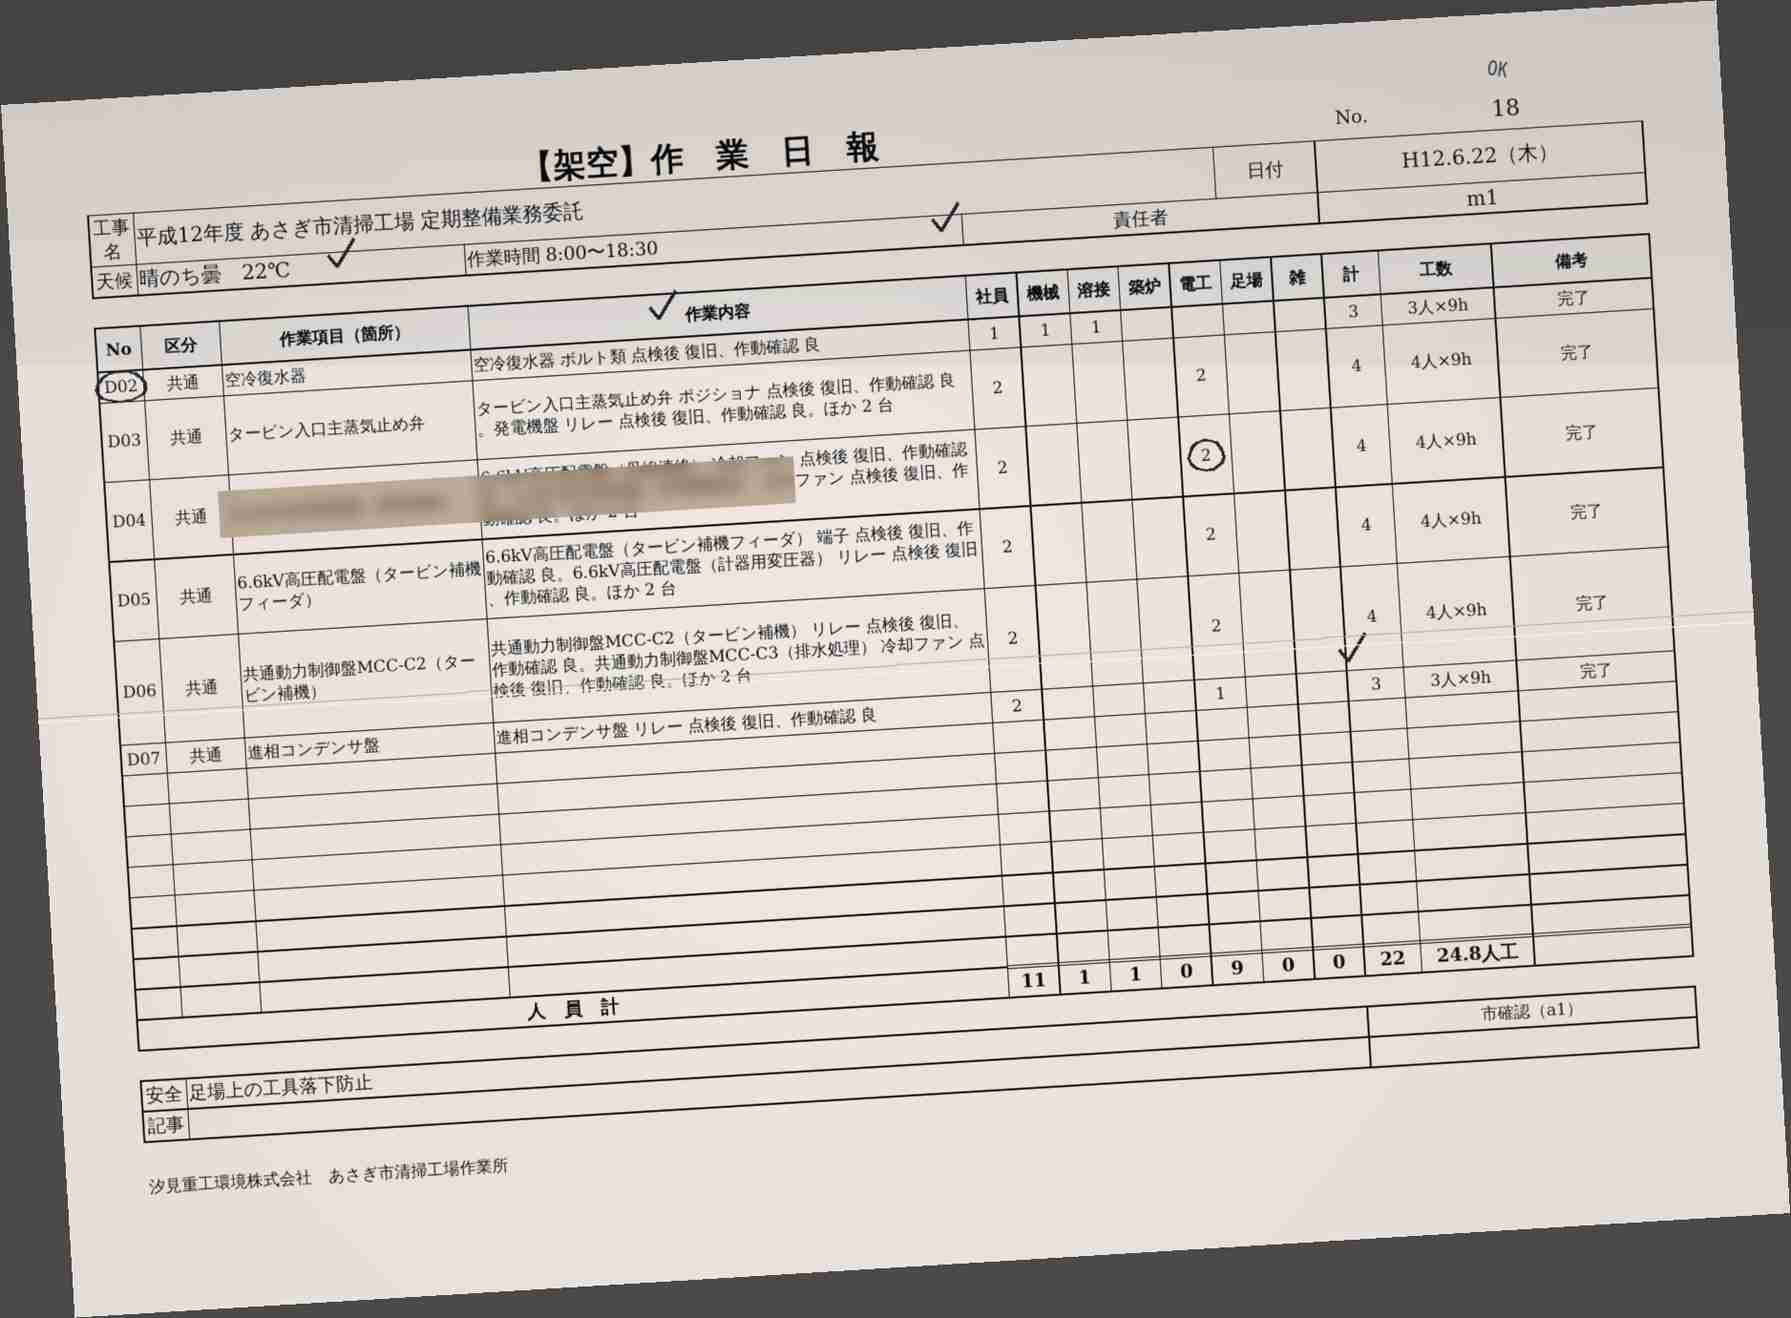 OK
No. 18
【架空】作 業 日 報
工事名 平成12年度 あさぎ市清掃工場 定期整備業務委託 日付 H12.6.22（木）
天候 晴のち曇 22℃ 作業時間 8:00〜18:30 責任者 m1
No 区分 作業項目（箇所） 作業内容 社員 機械 溶接 築炉 電工 足場 雑 計 工数 備考
D02 共通 空冷復水器 空冷復水器 ボルト類 点検後 復旧、作動確認 良 1 1 1 3 3人×9h 完了
D03 共通 タービン入口主蒸気止め弁 タービン入口主蒸気止め弁 ポジショナ 点検後 復旧、作動確認 良
。発電機盤 リレー 点検後 復旧、作動確認 良。ほか 2 台 2 2 4 4人×9h 完了
D04 共通 点検後 復旧、作動確認
ファン 点検後 復旧、作
2 2 4 4人×9h 完了
D05 共通 6.6kV高圧配電盤（タービン補機
フィーダ） 6.6kV高圧配電盤（タービン補機フィーダ） 端子 点検後 復旧、作
動確認 良。6.6kV高圧配電盤（計器用変圧器） リレー 点検後 復旧
、作動確認 良。ほか 2 台 2 2 4 4人×9h 完了
D06 共通 共通動力制御盤MCC-C2（ター
ビン補機） 共通動力制御盤MCC-C2（タービン補機） リレー 点検後 復旧、
作動確認 良。共通動力制御盤MCC-C3（排水処理） 冷却ファン 点
検後 復旧、作動確認 良。ほか 2 台 2 2 4 4人×9h 完了
D07 共通 進相コンデンサ盤 進相コンデンサ盤 リレー 点検後 復旧、作動確認 良 2 1 3 3人×9h 完了
人 員 計 11 1 1 0 9 0 0 22 24.8人工
市確認（a1）
安全 足場上の工具落下防止
記事
汐見重工環境株式会社 あさぎ市清掃工場作業所